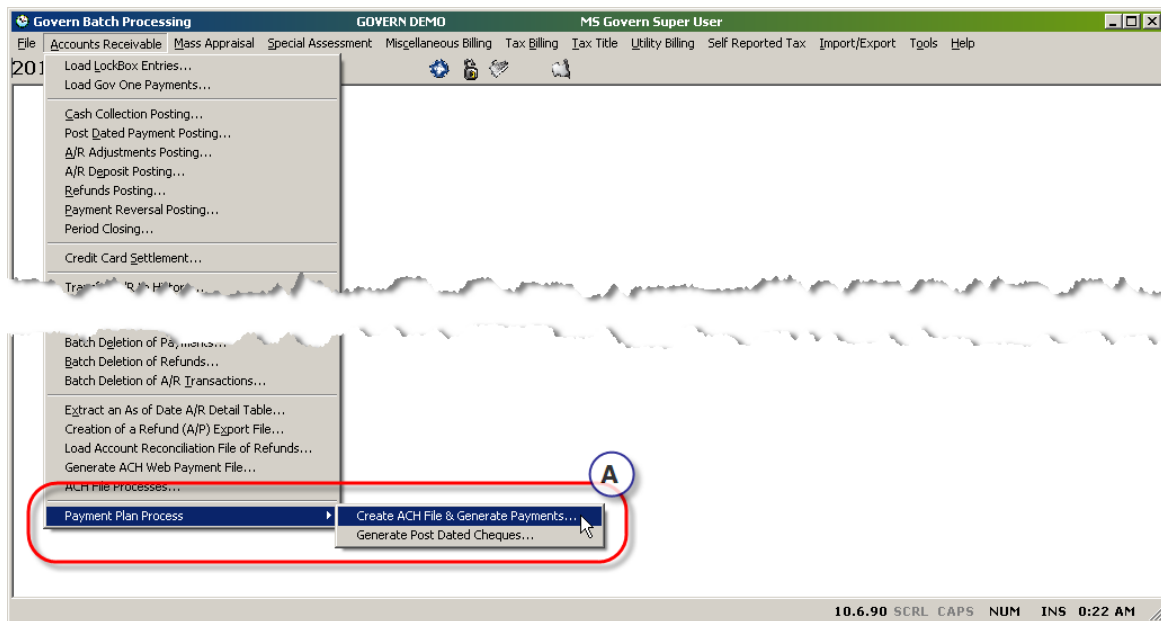 Govern Batch Processing GOVERN DEMO MS Govern Super User
File Accounts Receivable Mass Appraisal Special Assessment Miscellaneous Billing Tax Billing Tax Title Utility Billing Self Reported Tax Import/Export Tools Help
201
Load LockBox Entries...
Load Gov One Payments...
Cash Collection Posting...
Post Dated Payment Posting...
A/R Adjustments Posting...
A/R Deposit Posting...
Refunds Posting...
Payment Reversal Posting...
Period Closing...
Credit Card Settlement...
Batch Deletion of Payments...
Batch Deletion of Refunds...
Batch Deletion of A/R Transactions...
Extract an As of Date A/R Detail Table...
Creation of a Refund (A/P) Export File...
Load Account Reconciliation File of Refunds...
Generate ACH Web Payment File...
A
ACH File Processes...
Payment Plan Process Create ACH File & Generate Payments...
Generate Post Dated Cheques...
10.6.90 SCRL CAPS NUM INS 0:22 AM